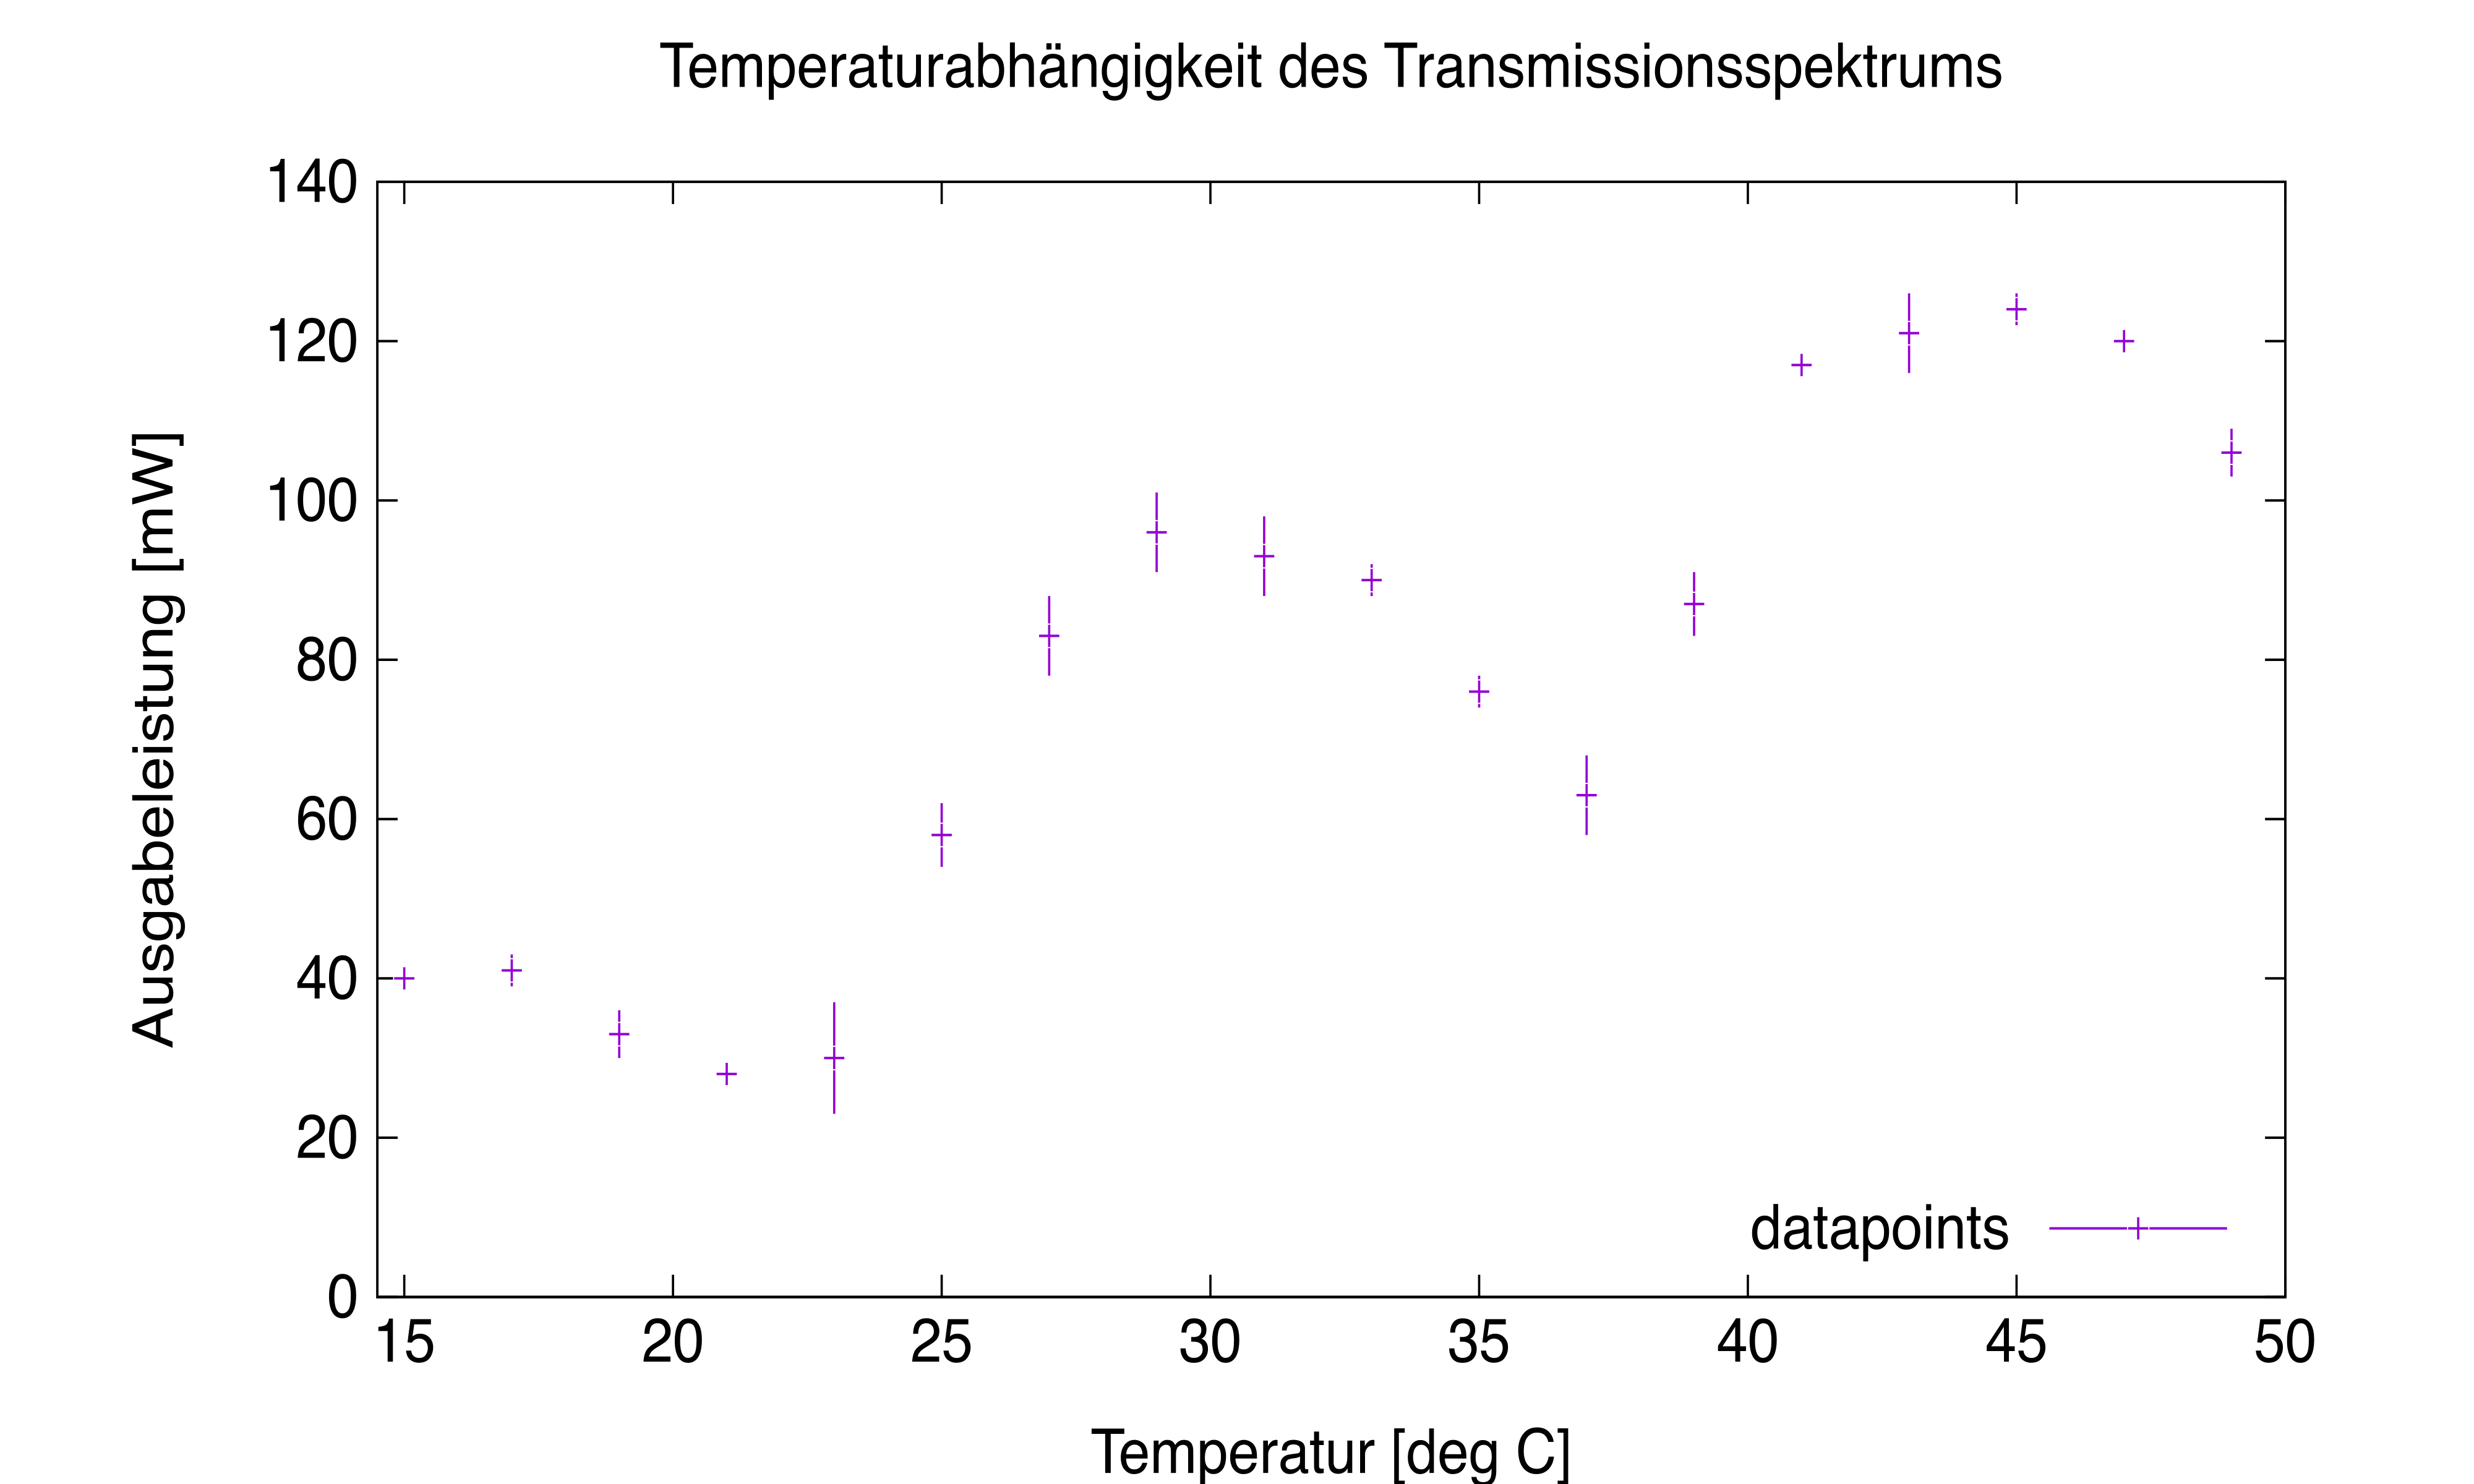 Temperaturabhängigkeit des Transmissionsspektrums
140
120
100
80
60
40
20
0
Ausgabeleistung [mW]
datapoints
15 20 25 30 35 40 45 50
Temperatur [deg C]